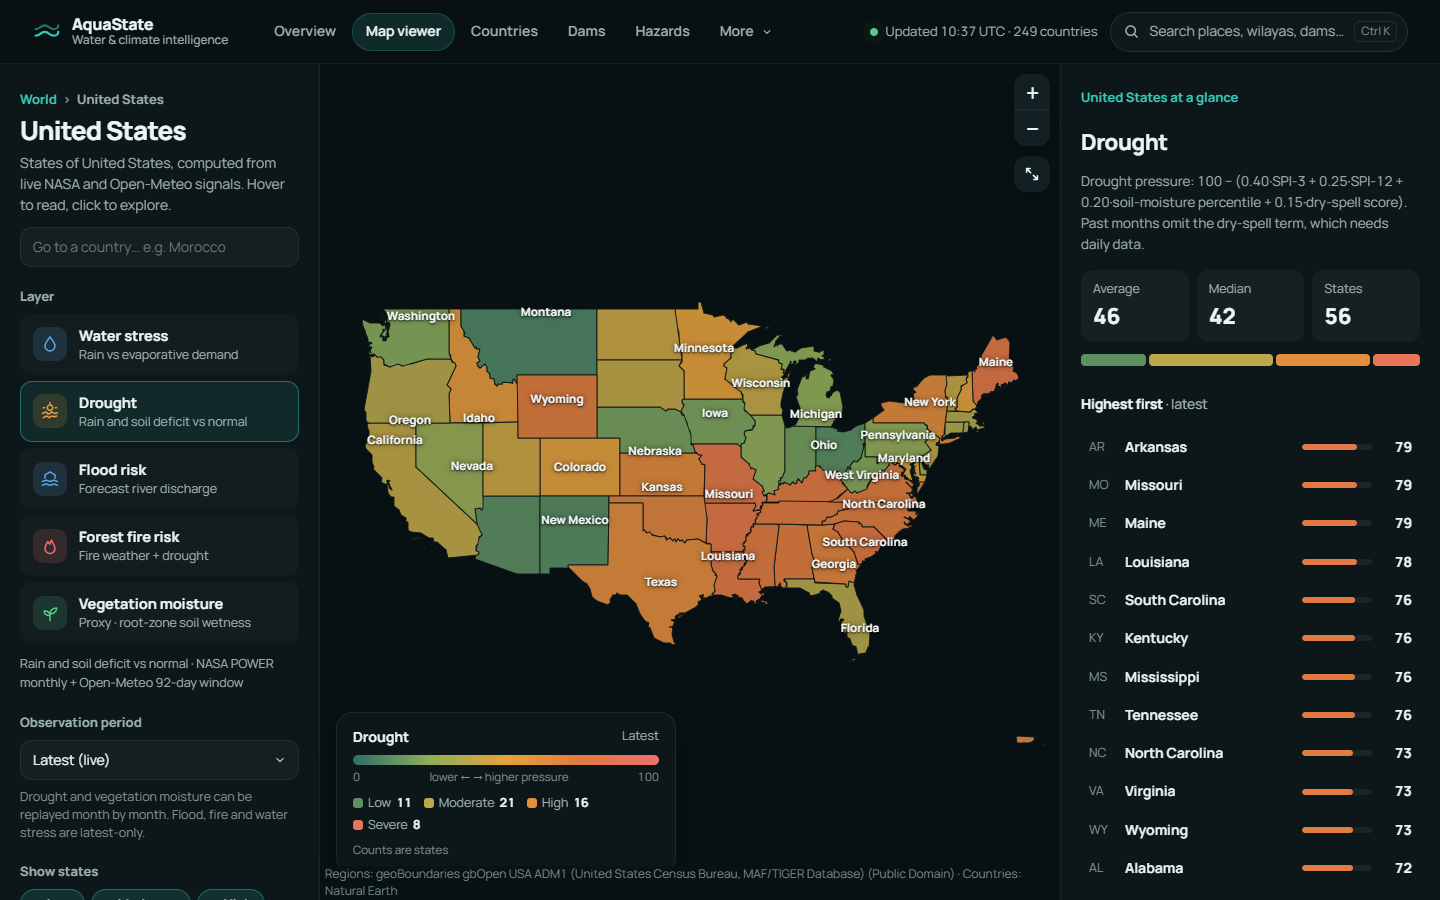 AquaState
Water & climate intelligence
Overview
Map viewer
Countries
Dams
Hazards
More
Updated 10:37 UTC · 249 countries
Search places, wilayas, dams...
Ctrl K
World › United States
United States
States of United States, computed from
live NASA and Open-Meteo signals. Hover
to read, click to explore.
Go to a country... e.g. Morocco
Layer
Water stress
Rain vs evaporative demand
Drought
Rain and soil deficit vs normal
Flood risk
Forecast river discharge
Forest fire risk
Fire weather + drought
Vegetation moisture
Proxy · root-zone soil wetness
Rain and soil deficit vs normal · NASA POWER
monthly + Open-Meteo 92-day window
Observation period
Latest (live)
Drought and vegetation moisture can be
replayed month by month. Flood, fire and water
stress are latest-only.
Show states
+
−
Washington
Montana
Minnesota
Maine
Wisconsin
Wyoming
New York
Oregon
Idaho
Iowa
Michigan
California
Pennsylvania
Ohio
Nebraska
Maryland
Nevada
Colorado
West Virginia
Kansas
Missouri
North Carolina
New Mexico
South Carolina
Louisiana
Georgia
Texas
Florida
Drought
Latest
0
lower ←→ higher pressure
100
Low 11
Moderate 21
High 16
Severe 8
Counts are states
Regions: geoBoundaries gbOpen USA ADM1 (United States Census Bureau, MAF/TIGER Database) (Public Domain) · Countries:
Natural Earth
United States at a glance
Drought
Drought pressure: 100 − (0.40·SPI-3 + 0.25·SPI-12 +
0.20·soil-moisture percentile + 0.15·dry-spell score).
Past months omit the dry-spell term, which needs
daily data.
Average
46
Median
42
States
56
Highest first · latest
AR Arkansas 79
MO Missouri 79
ME Maine 79
LA Louisiana 78
SC South Carolina 76
KY Kentucky 76
MS Mississippi 76
TN Tennessee 76
NC North Carolina 73
VA Virginia 73
WY Wyoming 73
AL Alabama 72